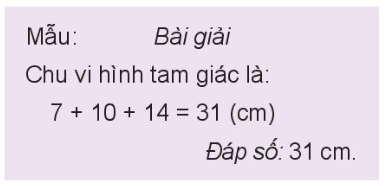 Mẫu: Bài giải
Chu vi hình tam giác là:
7 + 10 + 14 = 31 (cm)
Đáp số: 31 cm.